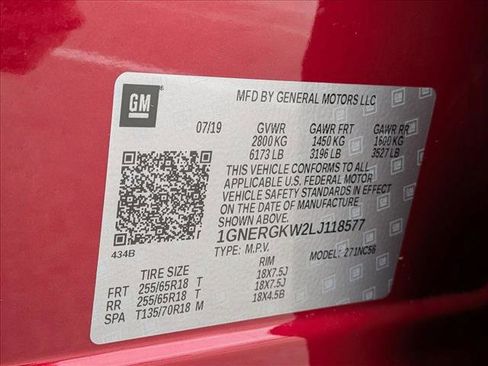 GM
MFD BY GENERAL MOTORS LLC
07/19 GVWR GAWR FRT GAWR RR
2800 KG 1450 KG 1600 KG
6173 LB 3196 LB 3527 LB
THIS VEHICLE CONFORMS TO ALL
APPLICABLE U.S. FEDERAL MOTOR
VEHICLE SAFETY STANDARDS IN
EFFECT ON THE DATE OF MANUFACTURE
SHOWN ABOVE.
1GNERGKW2LJ118577
434B TYPE: M.P.V. MODEL: Z71NC56
TIRE SIZE RIM
FRT 255/65R18 T 18X7.5J
RR 255/65R18 T 18X7.5J
SPA T135/70R18 M 18X4.5B